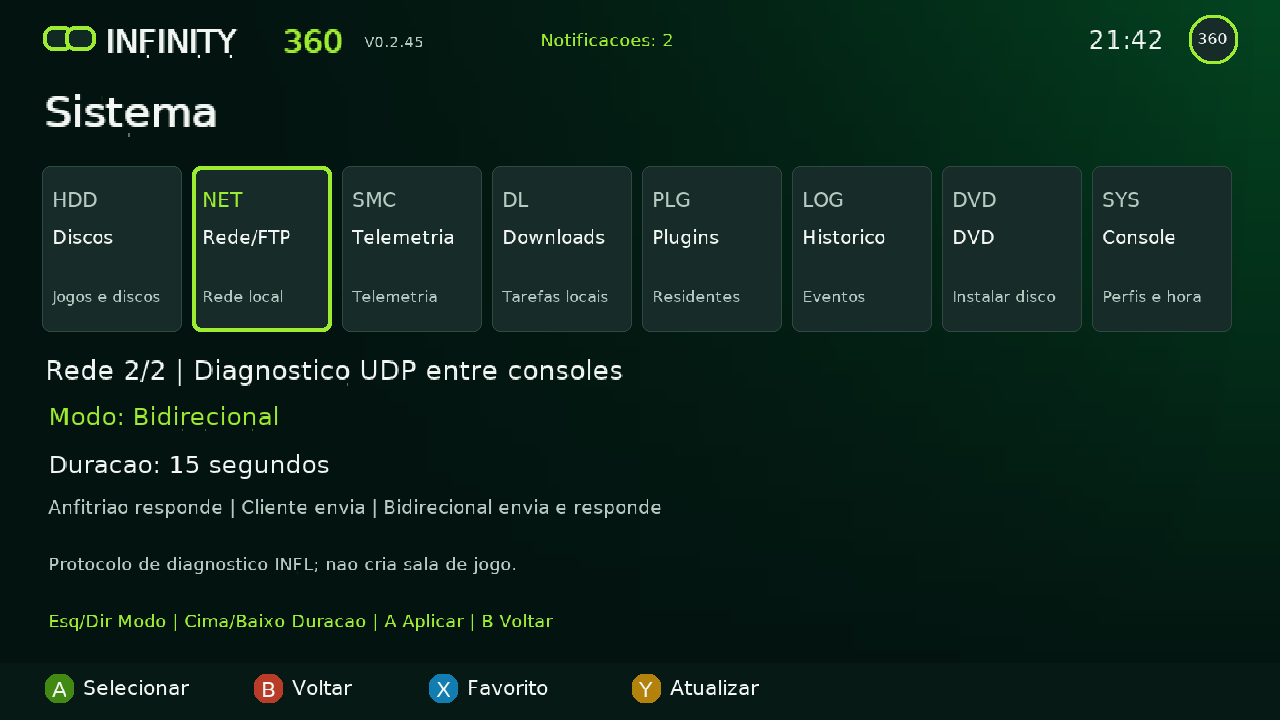 INFINITY 360 V0.2.45 Notificacoes: 2 21:42 360
Sistema
HDD NET SMC DL PLG LOG DVD SYS
Discos Rede/FTP Telemetria Downloads Plugins Historico DVD Console
Jogos e discos Rede local Telemetria Tarefas locais Residentes Eventos Instalar disco Perfis e hora
Rede 2/2 | Diagnostico UDP entre consoles
Modo: Bidirecional
Duracao: 15 segundos
Anfitriao responde | Cliente envia | Bidirecional envia e responde
Protocolo de diagnostico INFL; nao cria sala de jogo.
Esq/Dir Modo | Cima/Baixo Duracao | A Aplicar | B Voltar
A Selecionar B Voltar X Favorito Y Atualizar